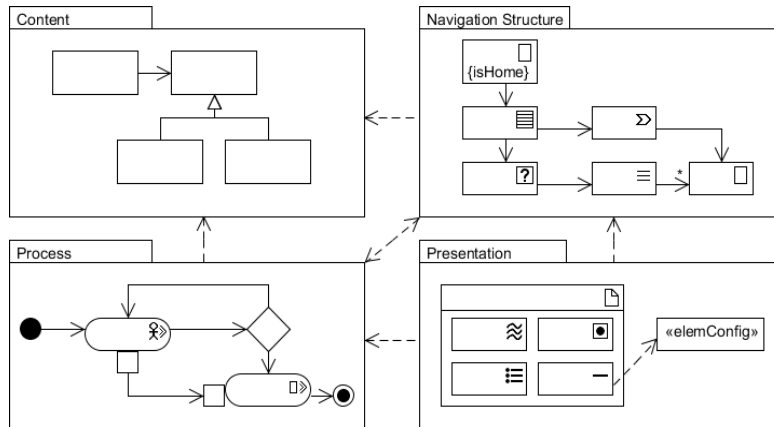 Content
Navigation Structure
{isHome}
?
*
Process
Presentation
«elemConfig»